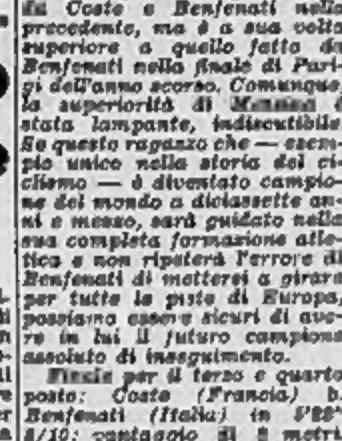 da Coste e Benfenati nella
precedente, ma è a sua volta
superiore a quello fatto da
Benfenati nella finale di Pari-
gi dell'anno scorso. Comunque,
la superiorità di Messina è
stata lampante, indiscutibile.
Se questo ragazzo che — esem-
pio unico nella storia del ci-
clismo — è diventato campio-
ne del mondo a diciassette an-
ni e mezzo, sarà guidato nella
sua completa formazione atle-
tica e non ripeterà l'errore di
Benfenati di mettersi a girare
per tutte le piste di Europa,
possiamo essere sicuri di ave-
re in lui il futuro campione
assoluto di inseguimento.
per il terzo e quarto
posto: Coste (Francia) b.
Benfenati (Italia) in
8/10; vantaggio di metri